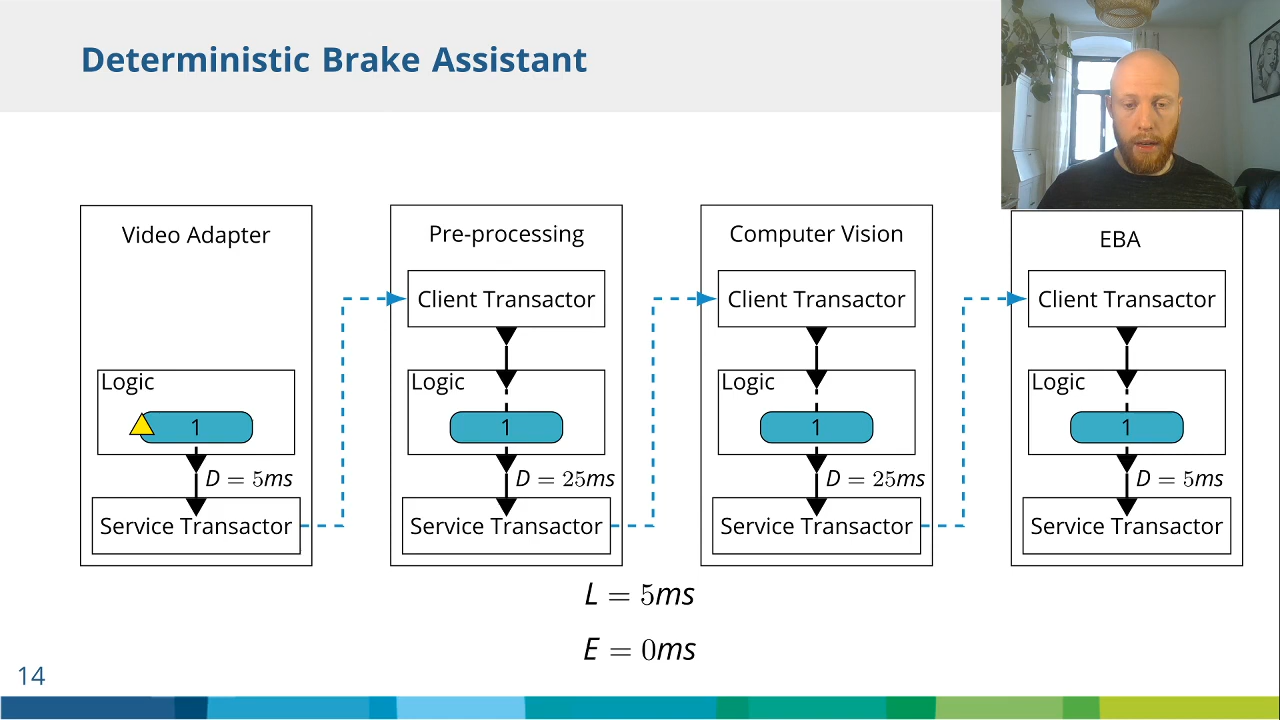 Deterministic Brake Assistant
Video Adapter
Logic
1
D = 5ms
Service Transactor
Pre-processing
Client Transactor
Logic
1
D = 25ms
Service Transactor
Computer Vision
Client Transactor
Logic
1
D = 25ms
Service Transactor
EBA
Client Transactor
Logic
1
D = 5ms
Service Transactor
L = 5ms
E = 0ms
14